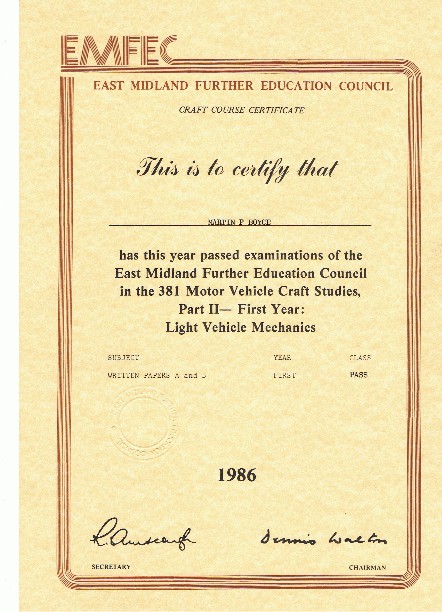 EMFEC
EAST MIDLAND FURTHER EDUCATION COUNCIL
CRAFT COURSE CERTIFICATE
This is to certify that
MARTIN P BOYCE
has this year passed examinations of the
East Midland Further Education Council
in the 381 Motor Vehicle Craft Studies,
Part II— First Year:
Light Vehicle Mechanics
SUBJECT YEAR CLASS
WRITTEN PAPERS A and B FIRST PASS
1986
Dennis Walton
SECRETARY CHAIRMAN